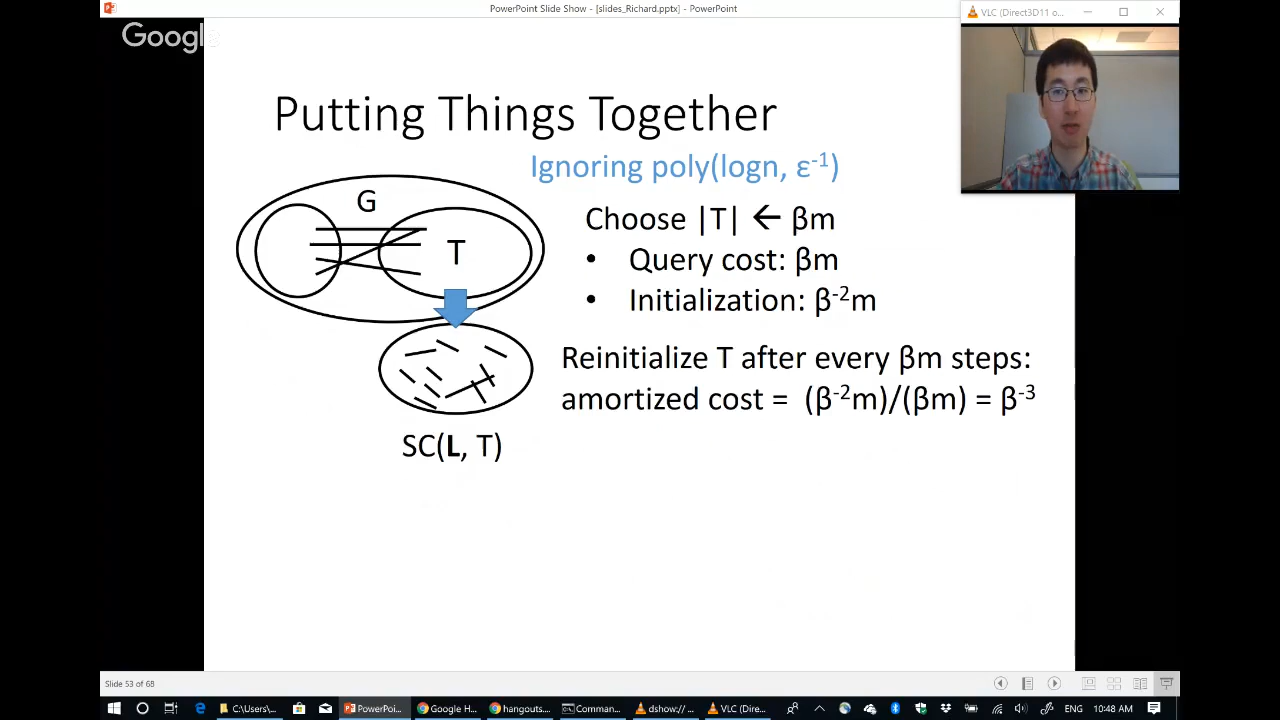 PowerPoint Slide Show - [slides_Richard.pptx] - PowerPoint
VLC (Direct3D11 o...
Google
Putting Things Together
Ignoring poly(logn, ε⁻¹)
G
T
Choose |T| ← βm
• Query cost: βm
• Initialization: β⁻²m
Reinitialize T after every βm steps:
amortized cost = (β⁻²m)/(βm) = β⁻³
SC(L, T)
Slide 53 of 68
C:\Users\...
PowerPoi...
Google H...
hangouts...
Comman...
dshow:// ...
VLC (Dire...
ENG
10:48 AM